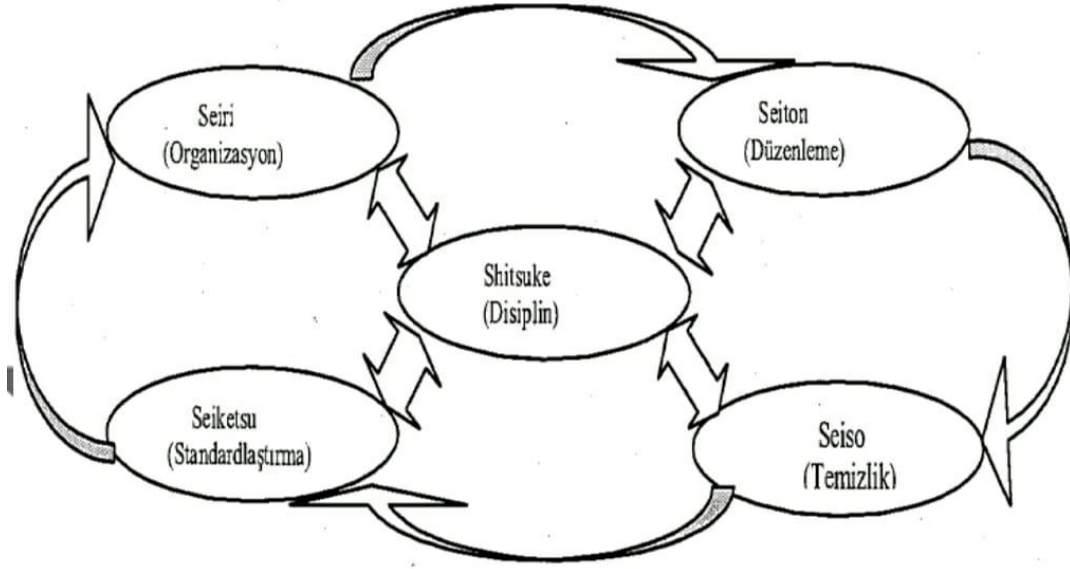 Seiri
(Organizasyon)
Seiton
(Düzenleme)
Shitsuke
(Disiplin)
Seiketsu
(Standardlaştırma)
Seiso
(Temizlik)